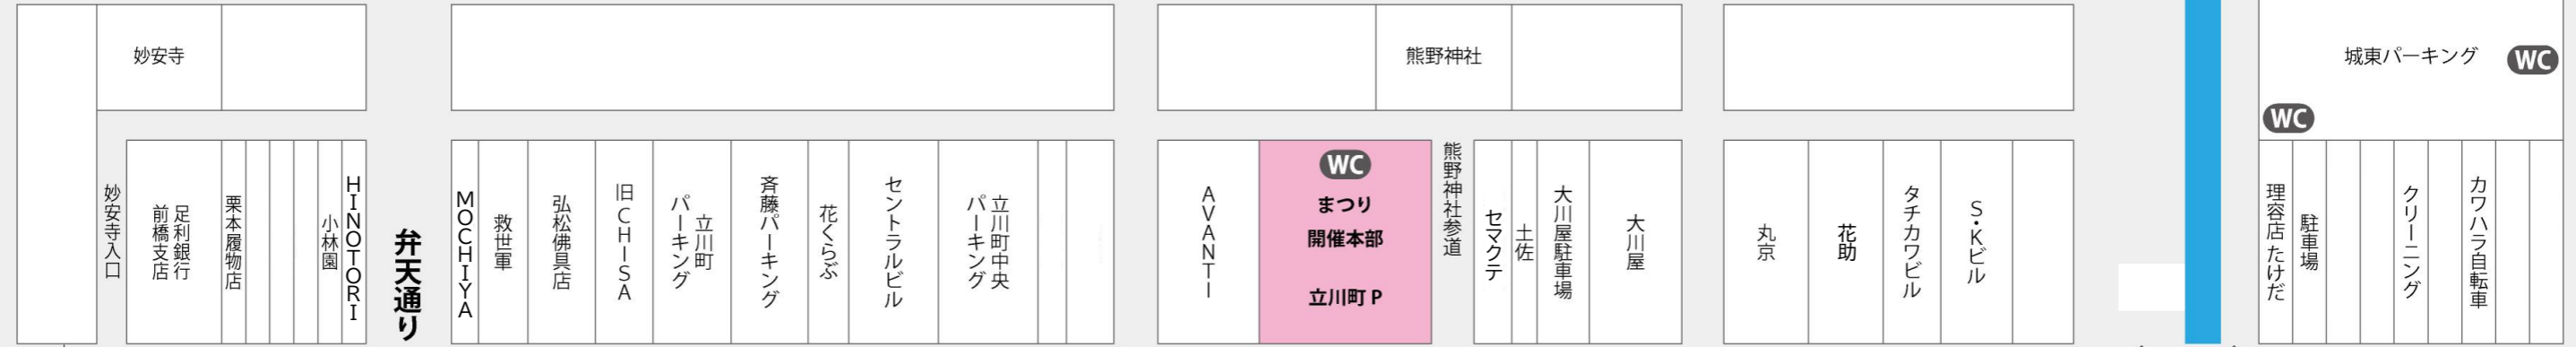 妙安寺
熊野神社
城東パーキング
WC
WC
妙安寺入口
足利銀行
前橋支店
栗本履物店
小林園
HINOTORI
弁天通り
MOCHIYA
救世軍
弘松佛具店
旧CHISA
立川町
パーキング
斉藤パーキング
花くらぶ
セントラルビル
立川町中央
パーキング
AVANTI
WC
まつり
開催本部
立川町 P
熊野神社参道
セマクテ
土佐
大川屋駐車場
大川屋
丸京
花助
タチカワビル
S・Kビル
理容店 たけだ
駐車場
クリーニング
カワハラ自転車